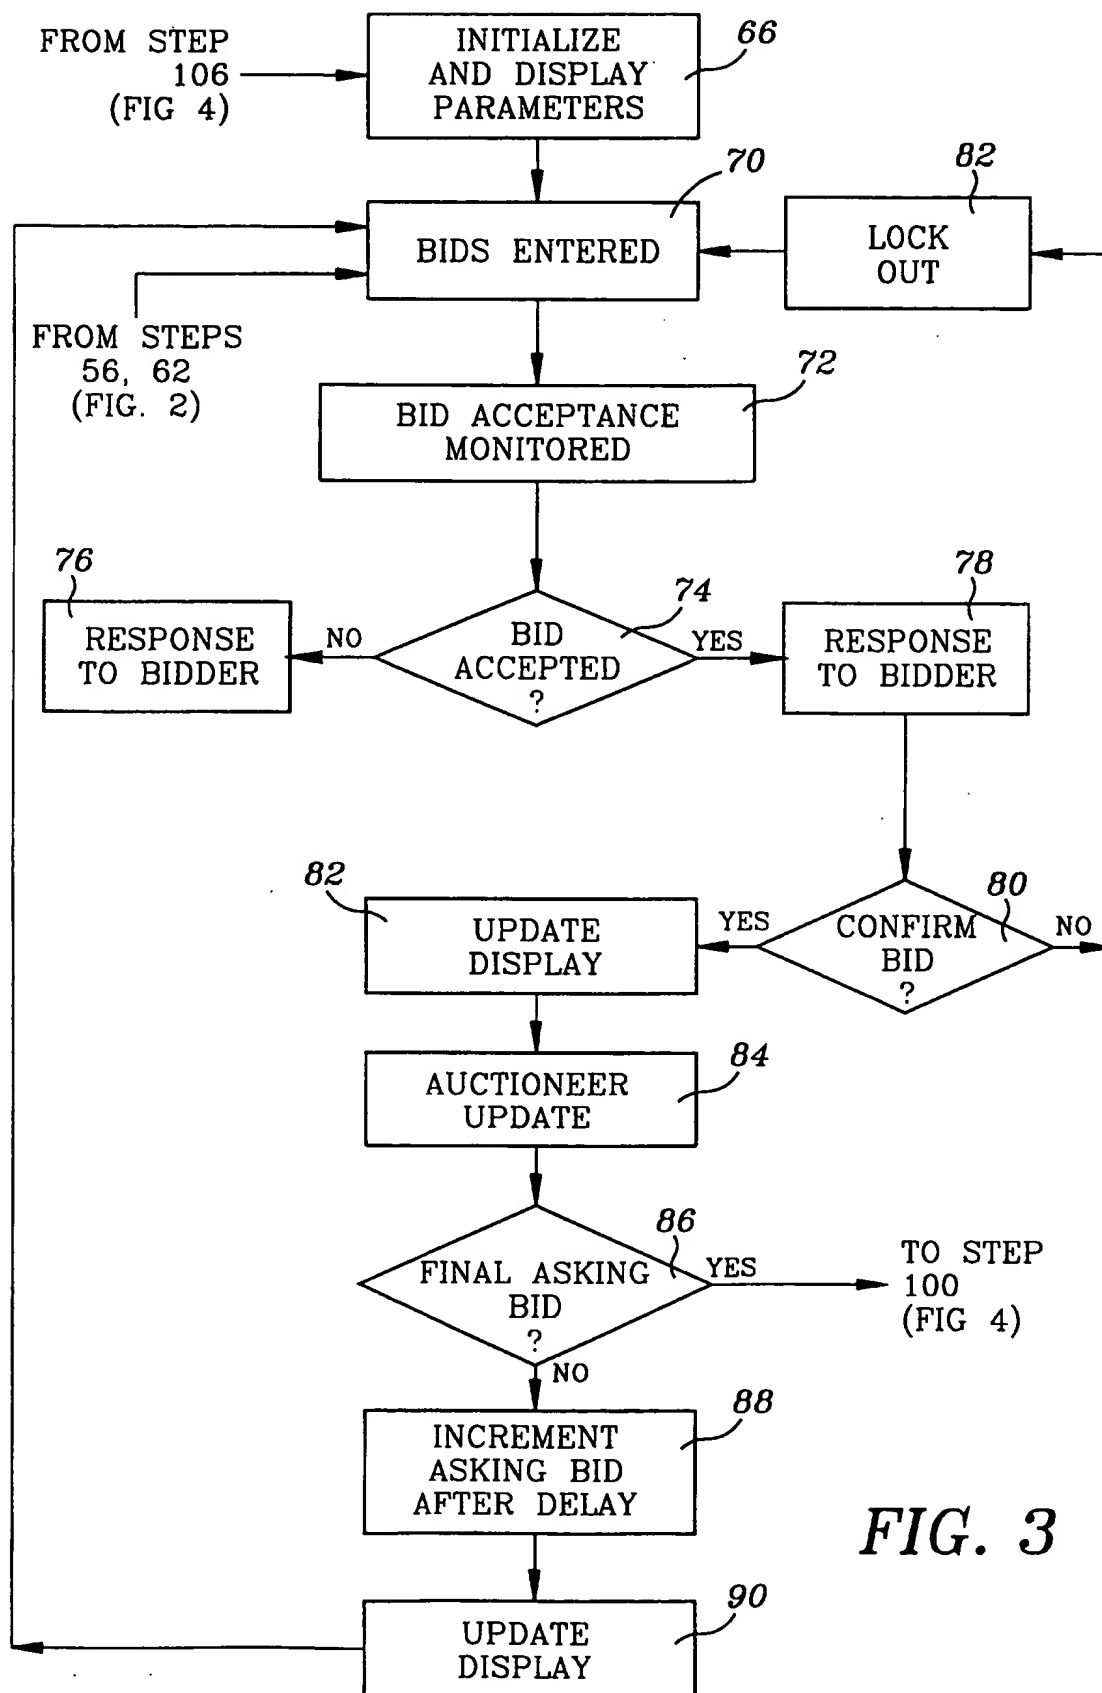 FROM STEP
106
(FIG 4)
INITIALIZE
AND DISPLAY
PARAMETERS
66
70
82
BIDS ENTERED
LOCK
OUT
FROM STEPS
56, 62
(FIG. 2)
72
BID ACCEPTANCE
MONITORED
76
74
78
RESPONSE
TO BIDDER
NO
BID
ACCEPTED
?
YES
RESPONSE
TO BIDDER
82
80
UPDATE
DISPLAY
YES
CONFIRM
BID
?
NO
84
AUCTIONEER
UPDATE
86
FINAL ASKING
BID
?
YES
TO STEP
100
(FIG 4)
NO
88
INCREMENT
ASKING BID
AFTER DELAY
FIG. 3
90
UPDATE
DISPLAY